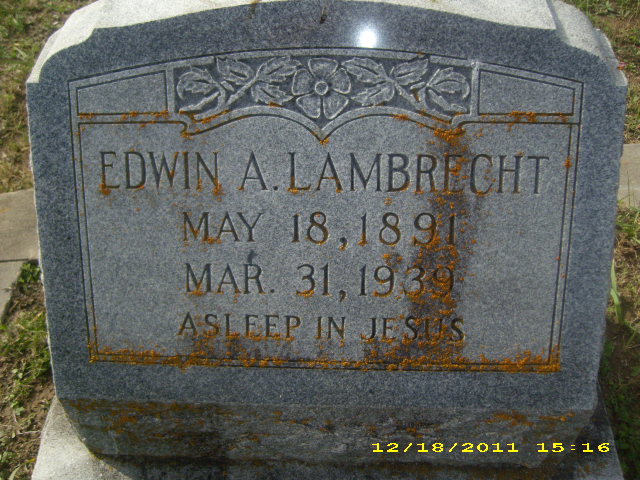 EDWIN A. LAMBRECHT
MAY 18, 1891
MAR. 31, 1939
ASLEEP IN JESUS
12/18/2011 15:16